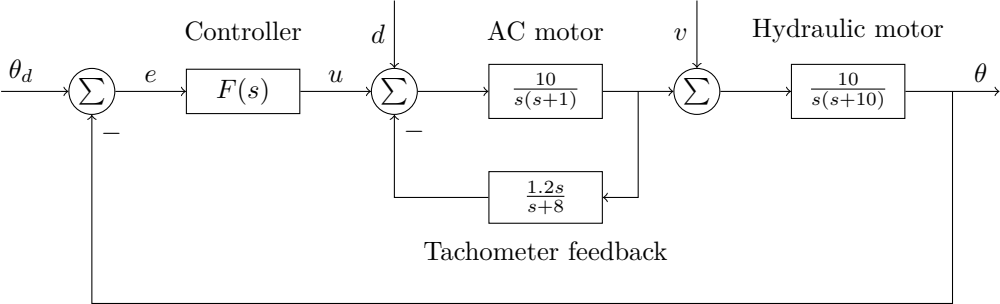 Controller
d
AC motor
v
Hydraulic motor
θ_d
∑
e
F(s)
u
∑
10/(s(s+1))
∑
10/(s(s+10))
θ
−
−
1.2s/(s+8)
Tachometer feedback